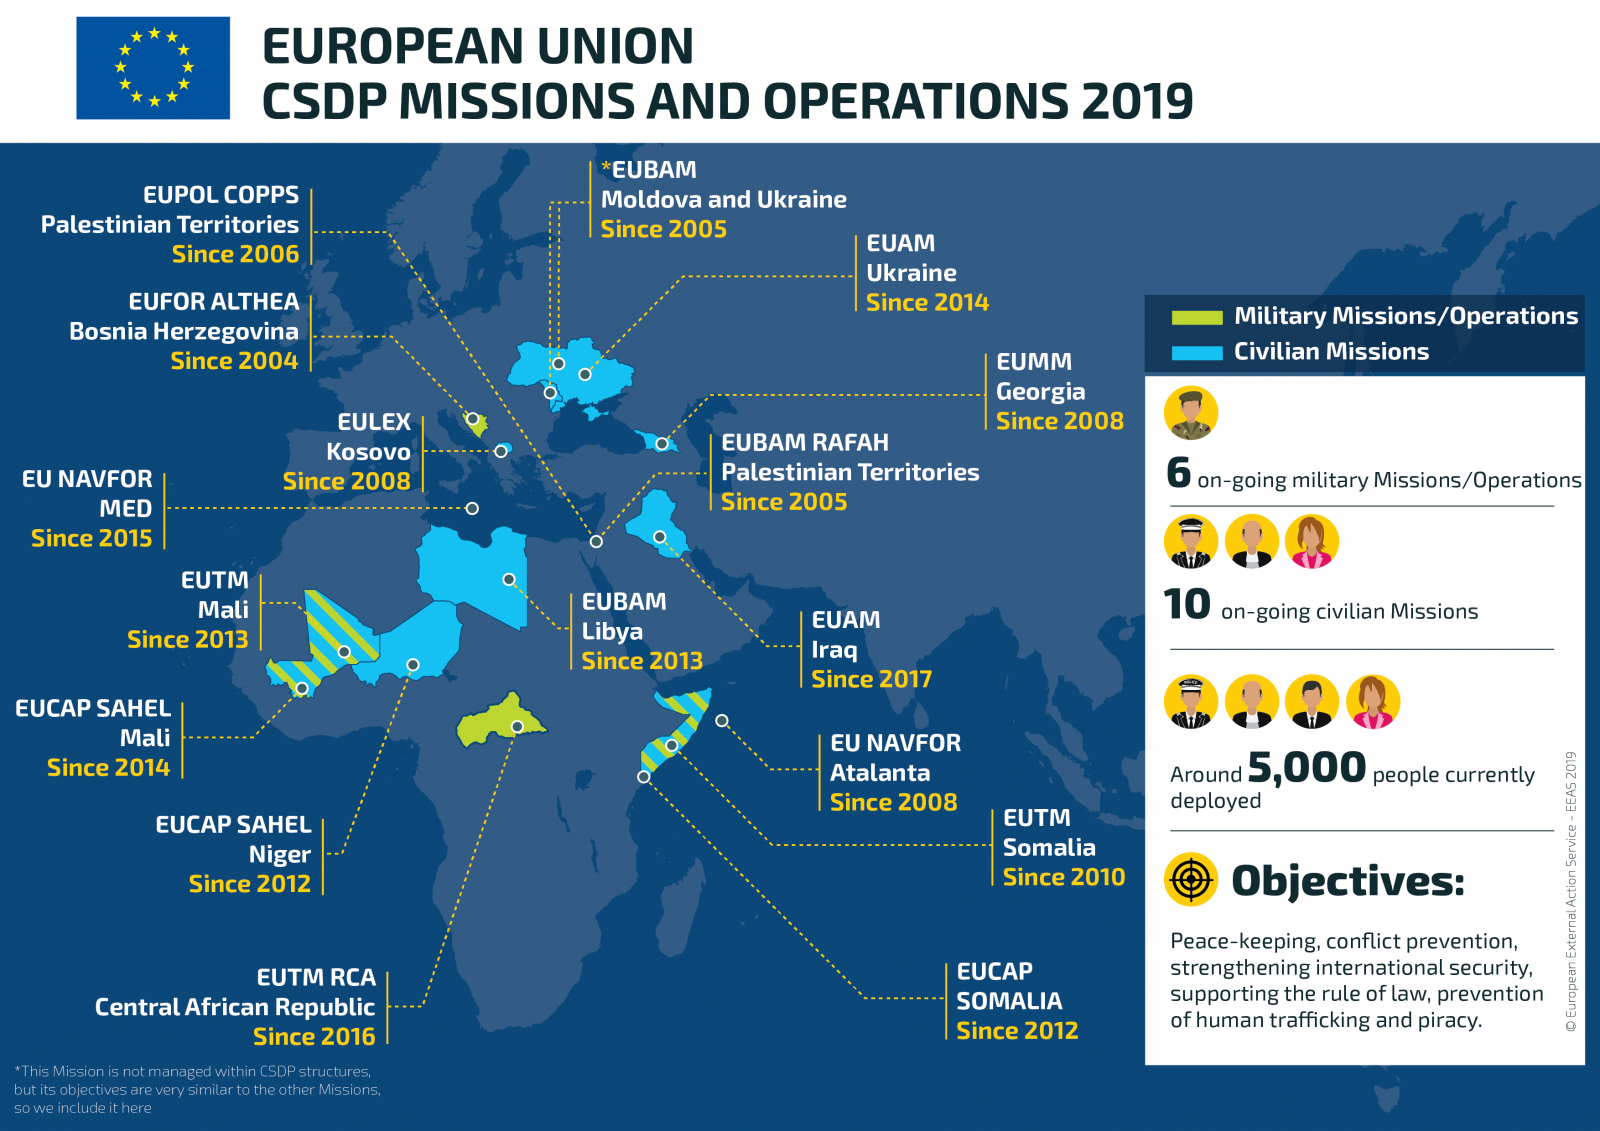 EUROPEAN UNION
CSDP MISSIONS AND OPERATIONS 2019
EUPOL COPPS
Palestinian Territories
Since 2006
*EUBAM
Moldova and Ukraine
Since 2005
EUAM
Ukraine
Since 2014
EUFOR ALTHEA
Bosnia Herzegovina
Since 2004
EUMM
Georgia
Since 2008
EULEX
Kosovo
Since 2008
EUBAM RAFAH
Palestinian Territories
Since 2005
EU NAVFOR
MED
Since 2015
EUTM
Mali
Since 2013
EUBAM
Libya
Since 2013
EUAM
Iraq
Since 2017
EUCAP SAHEL
Mali
Since 2014
EU NAVFOR
Atalanta
Since 2008
EUCAP SAHEL
Niger
Since 2012
EUTM
Somalia
Since 2010
EUTM RCA
Central African Republic
Since 2016
EUCAP
SOMALIA
Since 2012
*This Mission is not managed within CSDP structures,
but its objectives are very similar to the other Missions,
so we include it here
Military Missions/Operations
Civilian Missions
6 on-going military Missions/Operations
POLICE
10 on-going civilian Missions
POLICE
Around 5,000 people currently
deployed
Objectives:
Peace-keeping, conflict prevention,
strengthening international security,
supporting the rule of law, prevention
of human trafficking and piracy.
© European External Action Service - EEAS 2019